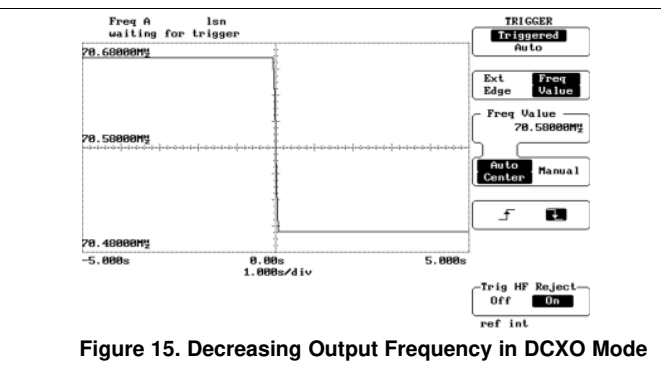 Freq A lsn
waiting for trigger
70.68000MHz
70.58000MHz
70.48000MHz
-5.000s 0.00s 5.000s
1.000s/div
TRIGGER
Triggered
Auto
Ext Freq
Edge Value
Freq Value
70.58000MHz
Auto Manual
Center
Trig HF Reject
Off On
ref int
Figure 15. Decreasing Output Frequency in DCXO Mode